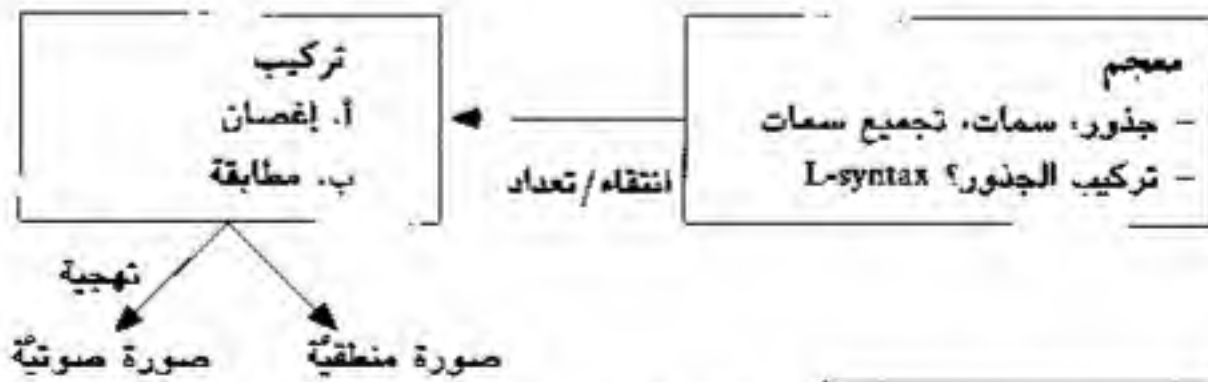 معجم
- جذور، سمات، تجميع سمات
- تركيب الجذور؟ L-syntax
انتقاء/تعداد
تركيب
أ. إغصان
ب. مطابقة
تهجية
صورة منطقيّة
صورة صوتيّة